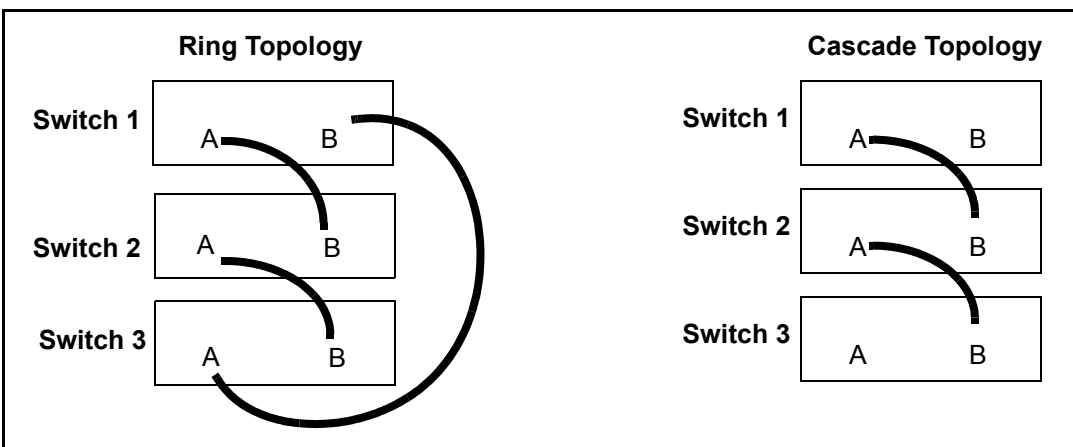 Ring Topology
Switch 1
A B
Switch 2
A B
Switch 3
A B
Cascade Topology
Switch 1
A B
Switch 2
A B
Switch 3
A B